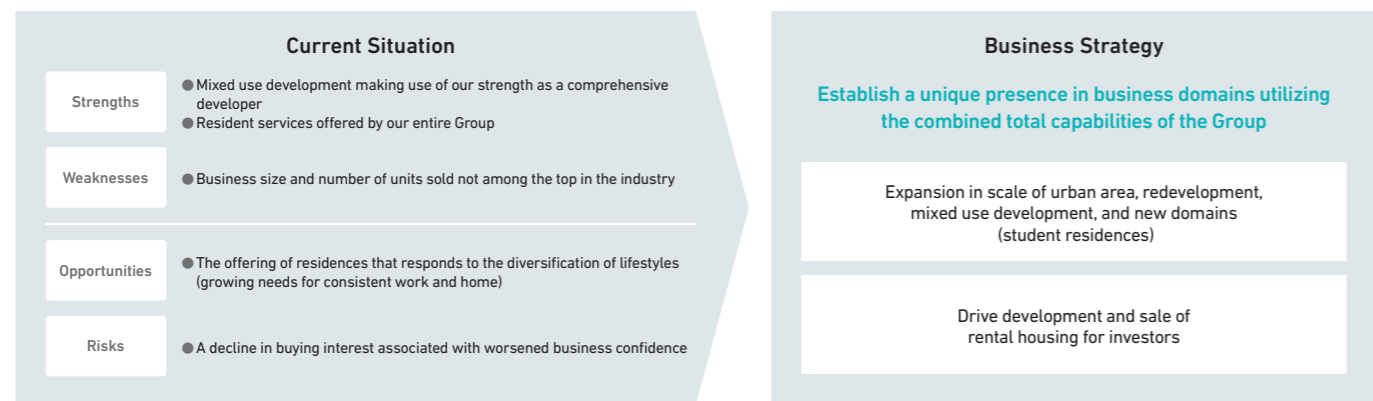 Current Situation
Strengths
● Mixed use development making use of our strength as a comprehensive
developer
● Resident services offered by our entire Group
Weaknesses
● Business size and number of units sold not among the top in the industry
Opportunities
● The offering of residences that responds to the diversification of lifestyles
(growing needs for consistent work and home)
Risks
● A decline in buying interest associated with worsened business confidence
Business Strategy
Establish a unique presence in business domains utilizing
the combined total capabilities of the Group
Expansion in scale of urban area, redevelopment,
mixed use development, and new domains
(student residences)
Drive development and sale of
rental housing for investors